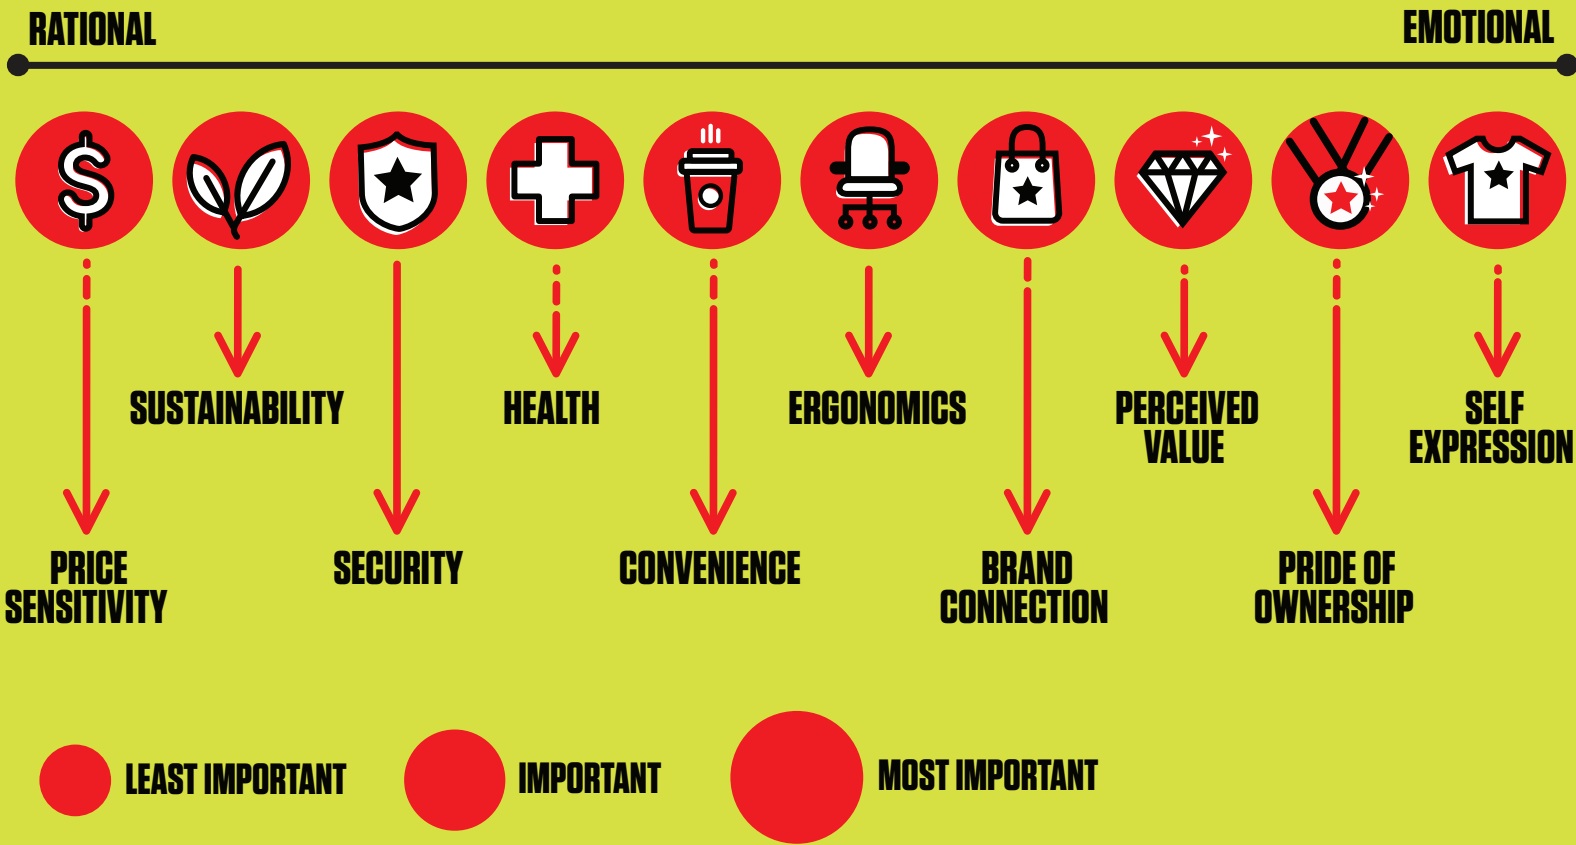 RATIONAL
EMOTIONAL
SUSTAINABILITY
HEALTH
ERGONOMICS
PERCEIVED
VALUE
SELF
EXPRESSION
PRICE
SENSITIVITY
SECURITY
CONVENIENCE
BRAND
CONNECTION
PRIDE OF
OWNERSHIP
LEAST IMPORTANT
IMPORTANT
MOST IMPORTANT